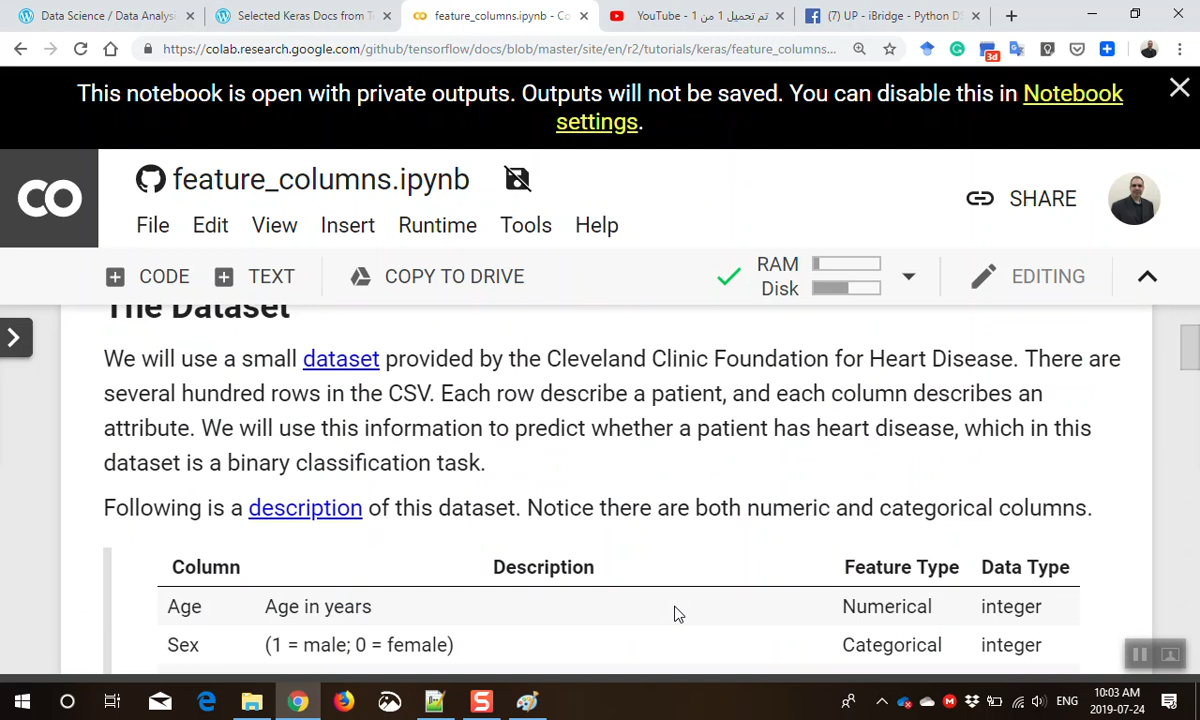 Data Science / Data Analysi
Selected Keras Docs from T
feature_columns.ipynb - Co
YouTube - تم تحميل 1 من 1
(7) UP - iBridge - Python D
https://colab.research.google.com/github/tensorflow/docs/blob/master/site/en/r2/tutorials/keras/feature_columns...
3d
This notebook is open with private outputs. Outputs will not be saved. You can disable this in Notebook
settings.
CO
feature_columns.ipynb
SHARE
File Edit View Insert Runtime Tools Help
CODE TEXT COPY TO DRIVE
RAM
Disk
EDITING
The Dataset
We will use a small dataset provided by the Cleveland Clinic Foundation for Heart Disease. There are
several hundred rows in the CSV. Each row describe a patient, and each column describes an
attribute. We will use this information to predict whether a patient has heart disease, which in this
dataset is a binary classification task.
Following is a description of this dataset. Notice there are both numeric and categorical columns.
Column Description Feature Type Data Type
Age Age in years Numerical integer
Sex (1 = male; 0 = female) Categorical integer
ENG
10:03 AM
2019-07-24